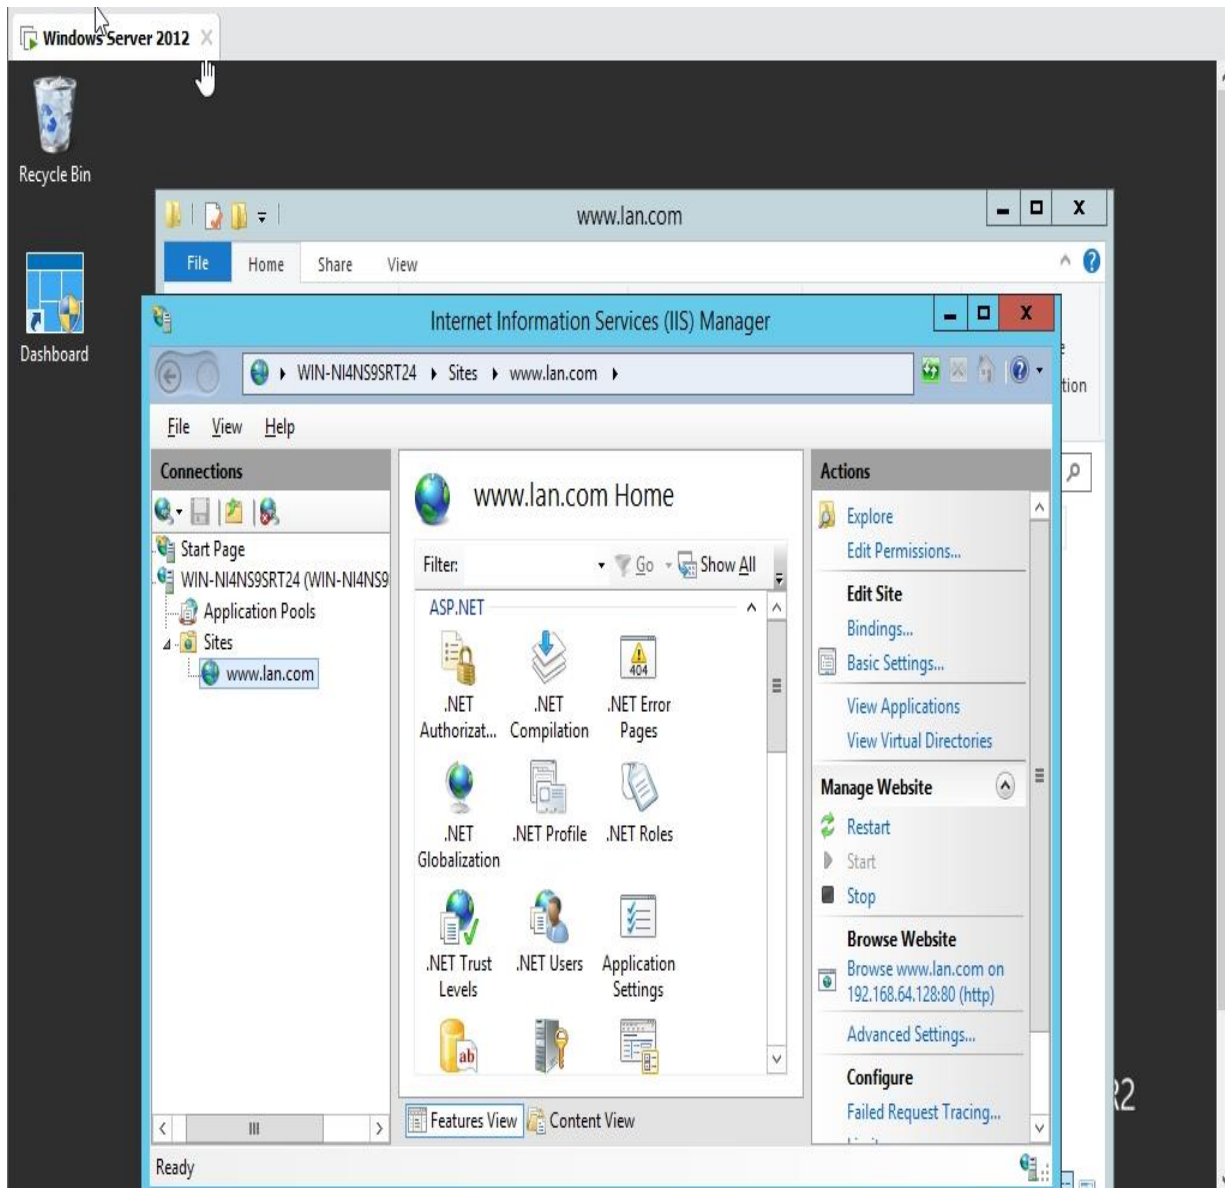 Windows Server 2012
Recycle Bin
Dashboard
www.lan.com
File Home Share View
Internet Information Services (IIS) Manager
WIN-NI4NS9SRT24 Sites www.lan.com
tion
File View Help
Connections
Start Page
WIN-NI4NS9SRT24 (WIN-NI4NS9
Application Pools
Sites
www.lan.com
www.lan.com Home
Filter: Go Show All
ASP.NET
404
.NET Authorizat...
.NET Compilation
.NET Error Pages
.NET Globalization
.NET Profile
.NET Roles
.NET Trust Levels
.NET Users
Application Settings
ab
Features View Content View
Actions
Explore
Edit Permissions...
Edit Site
Bindings...
Basic Settings...
View Applications
View Virtual Directories
Manage Website
Restart
Start
Stop
Browse Website
Browse www.lan.com on
192.168.64.128:80 (http)
Advanced Settings...
Configure
Failed Request Tracing...
Ready
R2